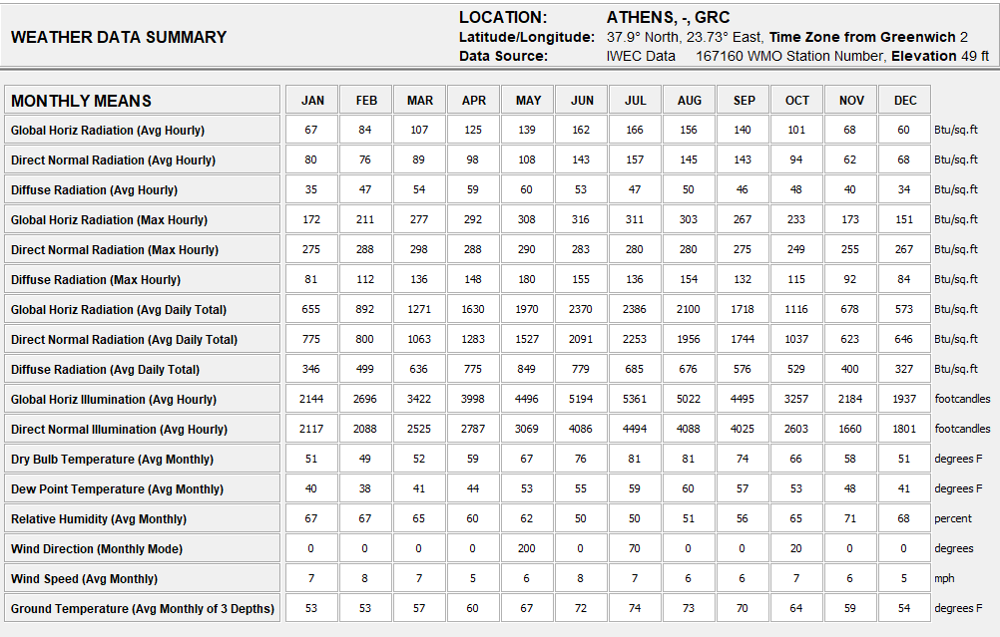 WEATHER DATA SUMMARY
LOCATION: ATHENS, -, GRC
Latitude/Longitude: 37.9° North, 23.73° East, Time Zone from Greenwich 2
Data Source: IWEC Data 167160 WMO Station Number, Elevation 49 ft
MONTHLY MEANS JAN FEB MAR APR MAY JUN JUL AUG SEP OCT NOV DEC
Global Horiz Radiation (Avg Hourly) 67 84 107 125 139 162 166 156 140 101 68 60 Btu/sq.ft
Direct Normal Radiation (Avg Hourly) 80 76 89 98 108 143 157 145 143 94 62 68 Btu/sq.ft
Diffuse Radiation (Avg Hourly) 35 47 54 59 60 53 47 50 46 48 40 34 Btu/sq.ft
Global Horiz Radiation (Max Hourly) 172 211 277 292 308 316 311 303 267 233 173 151 Btu/sq.ft
Direct Normal Radiation (Max Hourly) 275 288 298 288 290 283 280 280 275 249 255 267 Btu/sq.ft
Diffuse Radiation (Max Hourly) 81 112 136 148 180 155 136 154 132 115 92 84 Btu/sq.ft
Global Horiz Radiation (Avg Daily Total) 655 892 1271 1630 1970 2370 2386 2100 1718 1116 678 573 Btu/sq.ft
Direct Normal Radiation (Avg Daily Total) 775 800 1063 1283 1527 2091 2253 1956 1744 1037 623 646 Btu/sq.ft
Diffuse Radiation (Avg Daily Total) 346 499 636 775 849 779 685 676 576 529 400 327 Btu/sq.ft
Global Horiz Illumination (Avg Hourly) 2144 2696 3422 3998 4496 5194 5361 5022 4495 3257 2184 1937 footcandles
Direct Normal Illumination (Avg Hourly) 2117 2088 2525 2787 3069 4086 4494 4088 4025 2603 1660 1801 footcandles
Dry Bulb Temperature (Avg Monthly) 51 49 52 59 67 76 81 81 74 66 58 51 degrees F
Dew Point Temperature (Avg Monthly) 40 38 41 44 53 55 59 60 57 53 48 41 degrees F
Relative Humidity (Avg Monthly) 67 67 65 60 62 50 50 51 56 65 71 68 percent
Wind Direction (Monthly Mode) 0 0 0 0 200 0 70 0 0 20 0 0 degrees
Wind Speed (Avg Monthly) 7 8 7 5 6 8 7 6 6 7 6 5 mph
Ground Temperature (Avg Monthly of 3 Depths) 53 53 57 60 67 72 74 73 70 64 59 54 degrees F